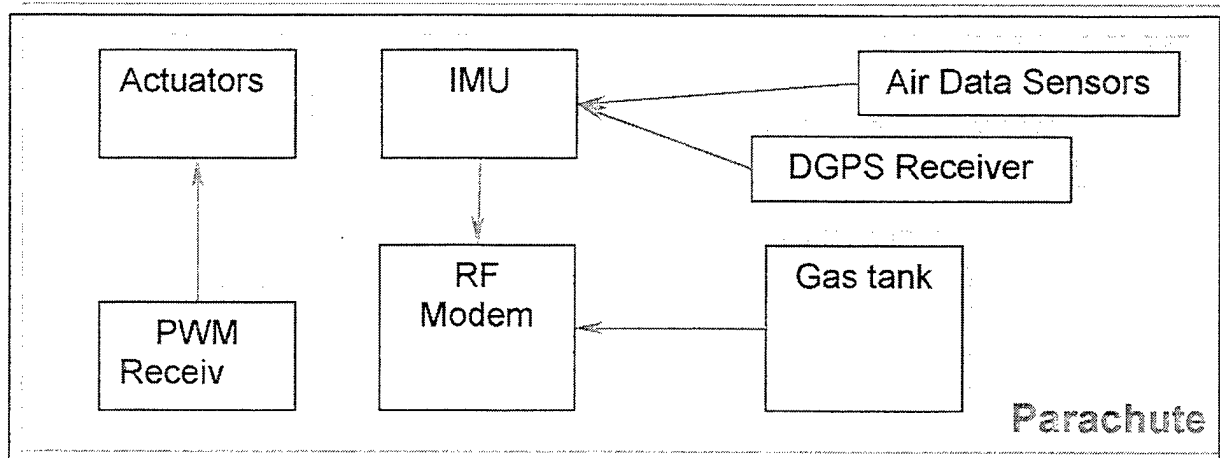 Actuators
IMU
Air Data Sensors
DGPS Receiver
RF
Modem
Gas tank
PWM
Receiv
Parachute